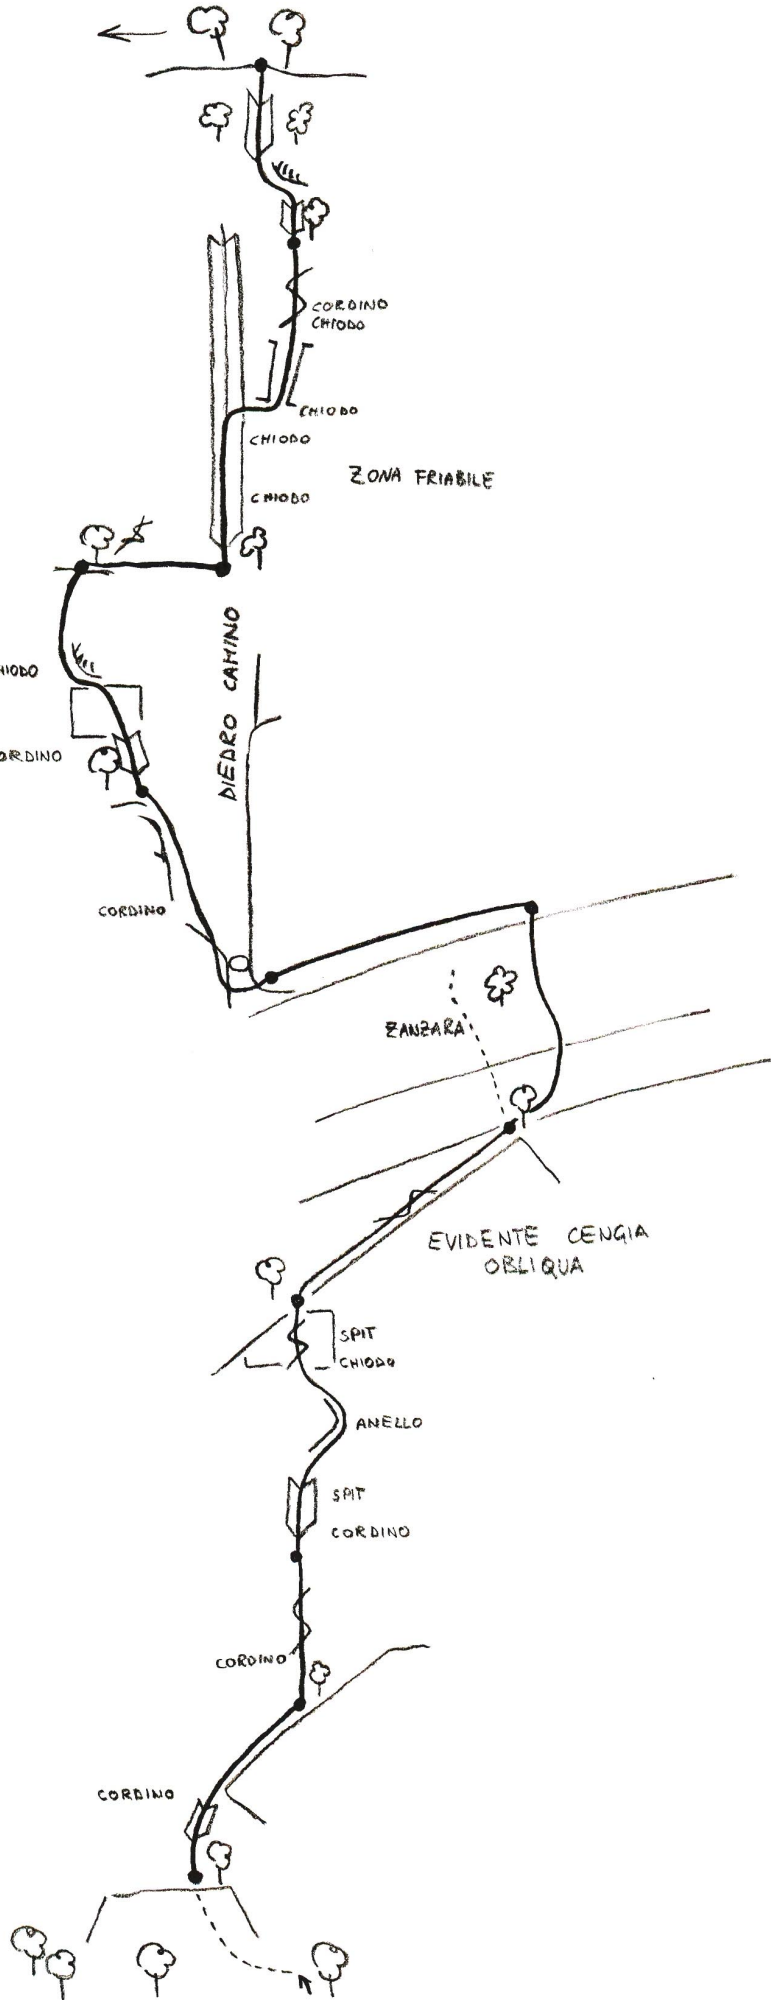 CORDINO
CHIODO
CHIODO
CHIODO
ZONA FRIABILE
CHIODO
DIEDRO CAMINO
HIODO
ORDINO
CORDINO
ZANZARA
EVIDENTE CENGIA
OBLIQUA
SPIT
CHIODO
ANELLO
SPIT
CORDINO
CORDINO
CORDINO